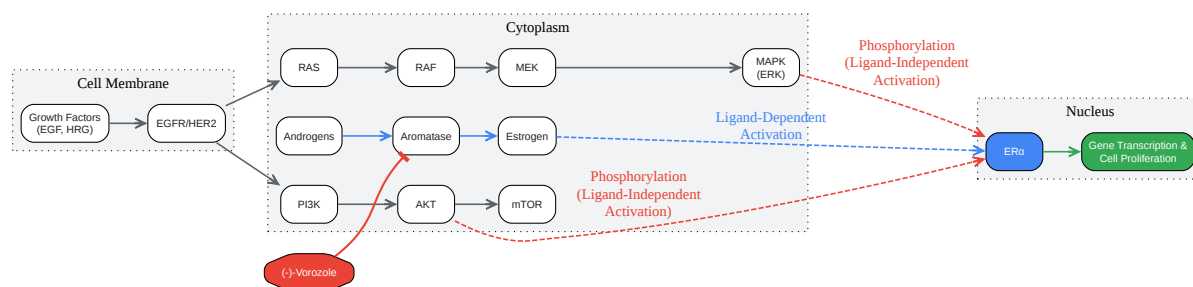 Cytoplasm
Phosphorylation
(Ligand-Independent
Activation)
RAS
RAF
MEK
MAPK
(ERK)
Cell Membrane
Growth Factors
(EGF, HRG)
EGFR/HER2
Nucleus
Androgens
Aromatase
Estrogen
Ligand-Dependent
Activation
ERα
Gene Transcription &
Cell Proliferation
Phosphorylation
(Ligand-Independent
Activation)
PI3K
AKT
mTOR
(-)-Vorozole